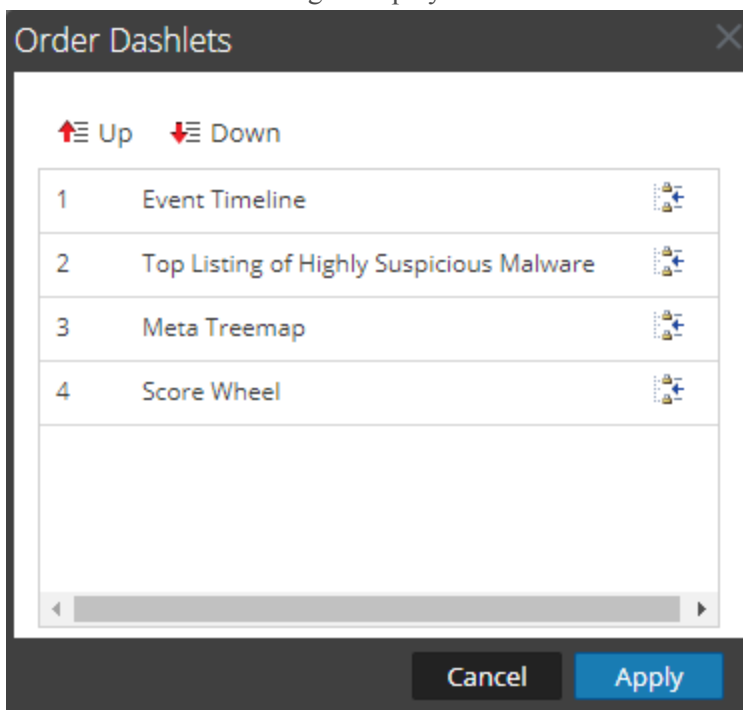 Order Dashlets
Up Down
1 Event Timeline
2 Top Listing of Highly Suspicious Malware
3 Meta Treemap
4 Score Wheel
Cancel Apply